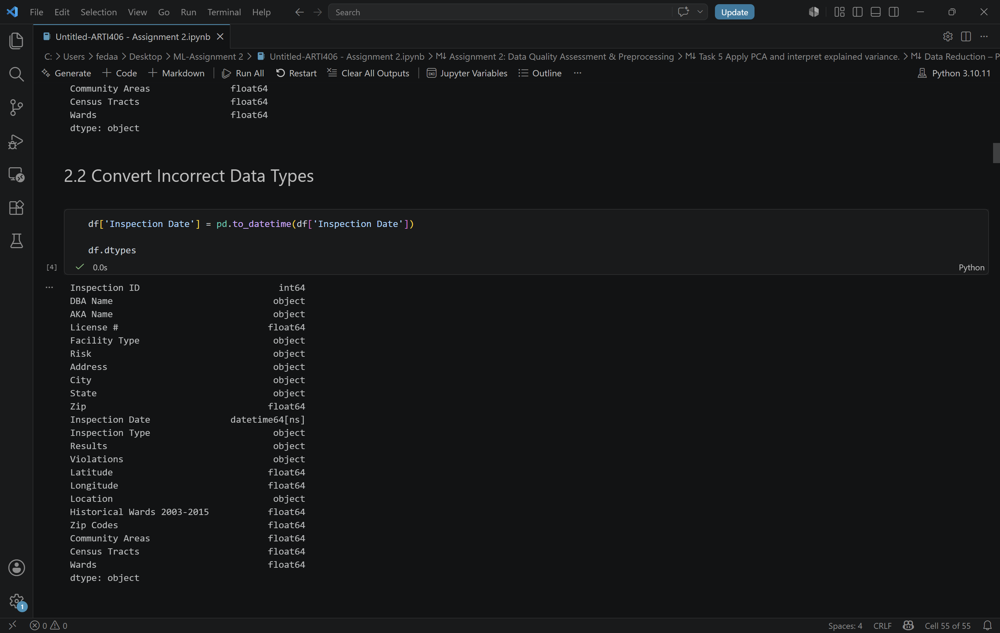 File Edit Selection View Go Run Terminal Help Search Update
Untitled-ARTI406 - Assignment 2.ipynb
C: > Users > fedaa > Desktop > ML-Assignment 2 > Untitled-ARTI406 - Assignment 2.ipynb > M↓ Assignment 2: Data Quality Assessment & Preprocessing > M↓ Task 5 Apply PCA and interpret explained variance. > M↓ Data Reduction – P
Generate + Code + Markdown Run All Restart Clear All Outputs Jupyter Variables Outline ... Python 3.10.11
Community Areas float64
Census Tracts float64
Wards float64
dtype: object
2.2 Convert Incorrect Data Types
df['Inspection Date'] = pd.to_datetime(df['Inspection Date'])
df.dtypes
[4] 0.0s Python
... Inspection ID int64
DBA Name object
AKA Name object
License # float64
Facility Type object
Risk object
Address object
City object
State object
Zip float64
Inspection Date datetime64[ns]
Inspection Type object
Results object
Violations object
Latitude float64
Longitude float64
Location object
Historical Wards 2003-2015 float64
Zip Codes float64
Community Areas float64
Census Tracts float64
Wards float64
dtype: object
1
0 0 Spaces: 4 CRLF Cell 55 of 55